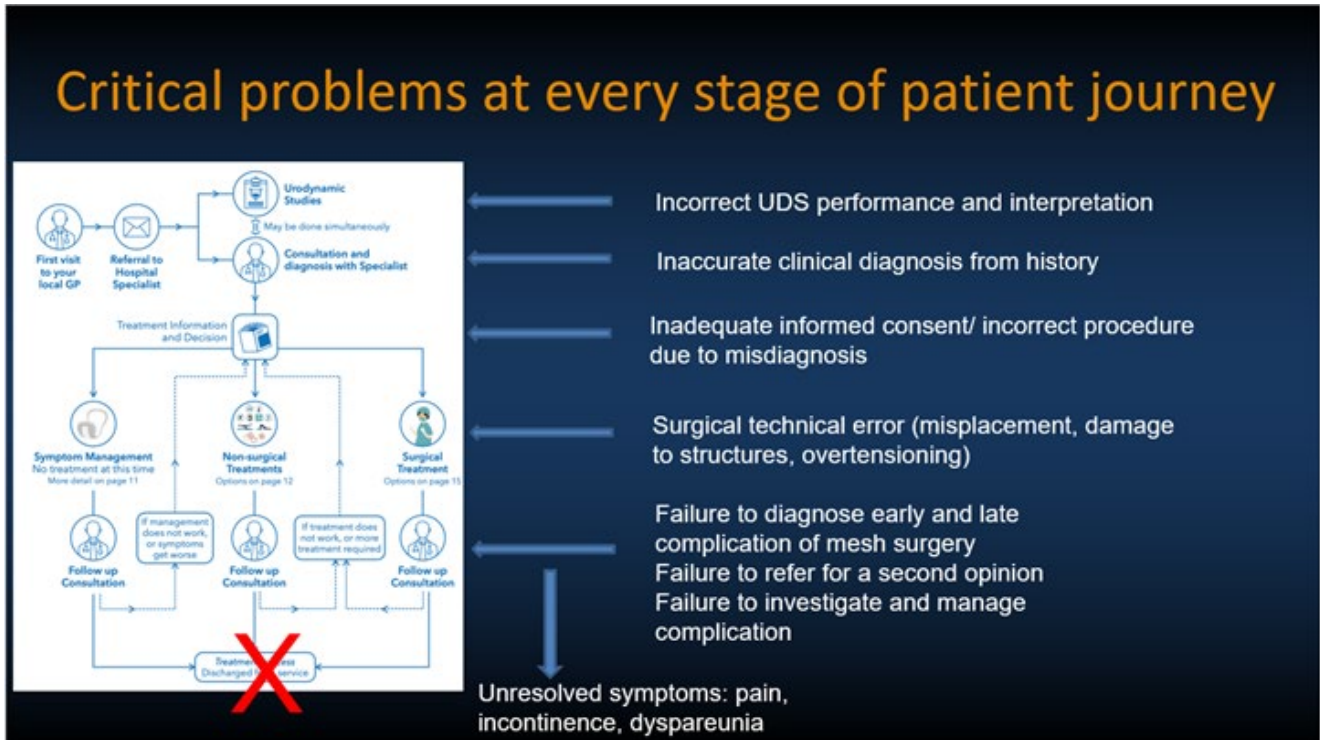 Critical problems at every stage of patient journey
Urodynamic
Studies
May be done simultaneously
First visit
to your
local GP
Referral to
Hospital
Specialist
Consultation and
diagnosis with Specialist
Treatment Information
and Decision
Symptom Management
No treatment at this time
More detail on page 11
Non-surgical
Treatments
Options on page 12
Surgical
Treatment
Options on page 15
If management
does not work,
or symptoms
get worse
If treatment does
not work, or more
treatment required
Follow up
Consultation
Follow up
Consultation
Follow up
Consultation
Treatment
Discharged service
Incorrect UDS performance and interpretation
Inaccurate clinical diagnosis from history
Inadequate informed consent/ incorrect procedure
due to misdiagnosis
Surgical technical error (misplacement, damage
to structures, overtensioning)
Failure to diagnose early and late
complication of mesh surgery
Failure to refer for a second opinion
Failure to investigate and manage
complication
Unresolved symptoms: pain,
incontinence, dyspareunia